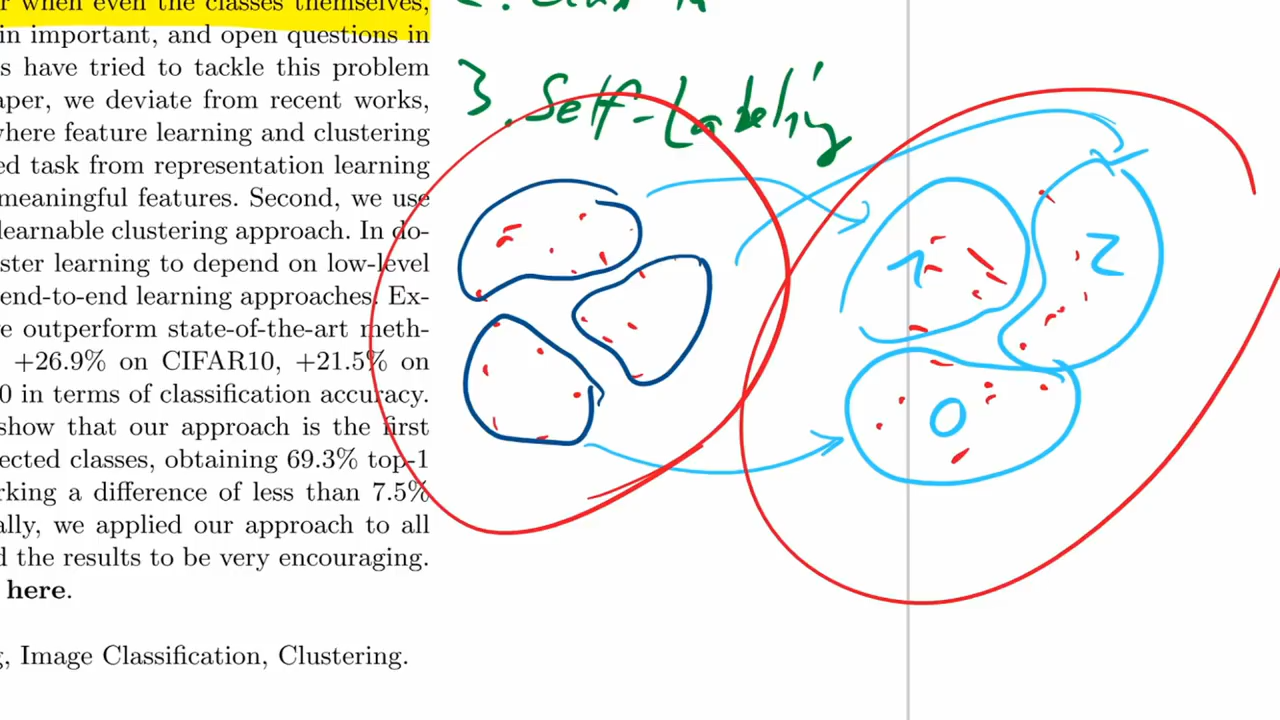 r when even the classes themselves,
in important, and open questions in
s have tried to tackle this problem
aper, we deviate from recent works,
where feature learning and clustering
ed task from representation learning
meaningful features. Second, we use
learnable clustering approach. In do-
ster learning to depend on low-level
end-to-end learning approaches. Ex-
e outperform state-of-the-art meth-
+26.9% on CIFAR10, +21.5% on
0 in terms of classification accuracy.
show that our approach is the first
ected classes, obtaining 69.3% top-1
rking a difference of less than 7.5%
ally, we applied our approach to all
d the results to be very encouraging.
here.
g, Image Classification, Clustering.
2.
3. Self-Labeling
1
2
0